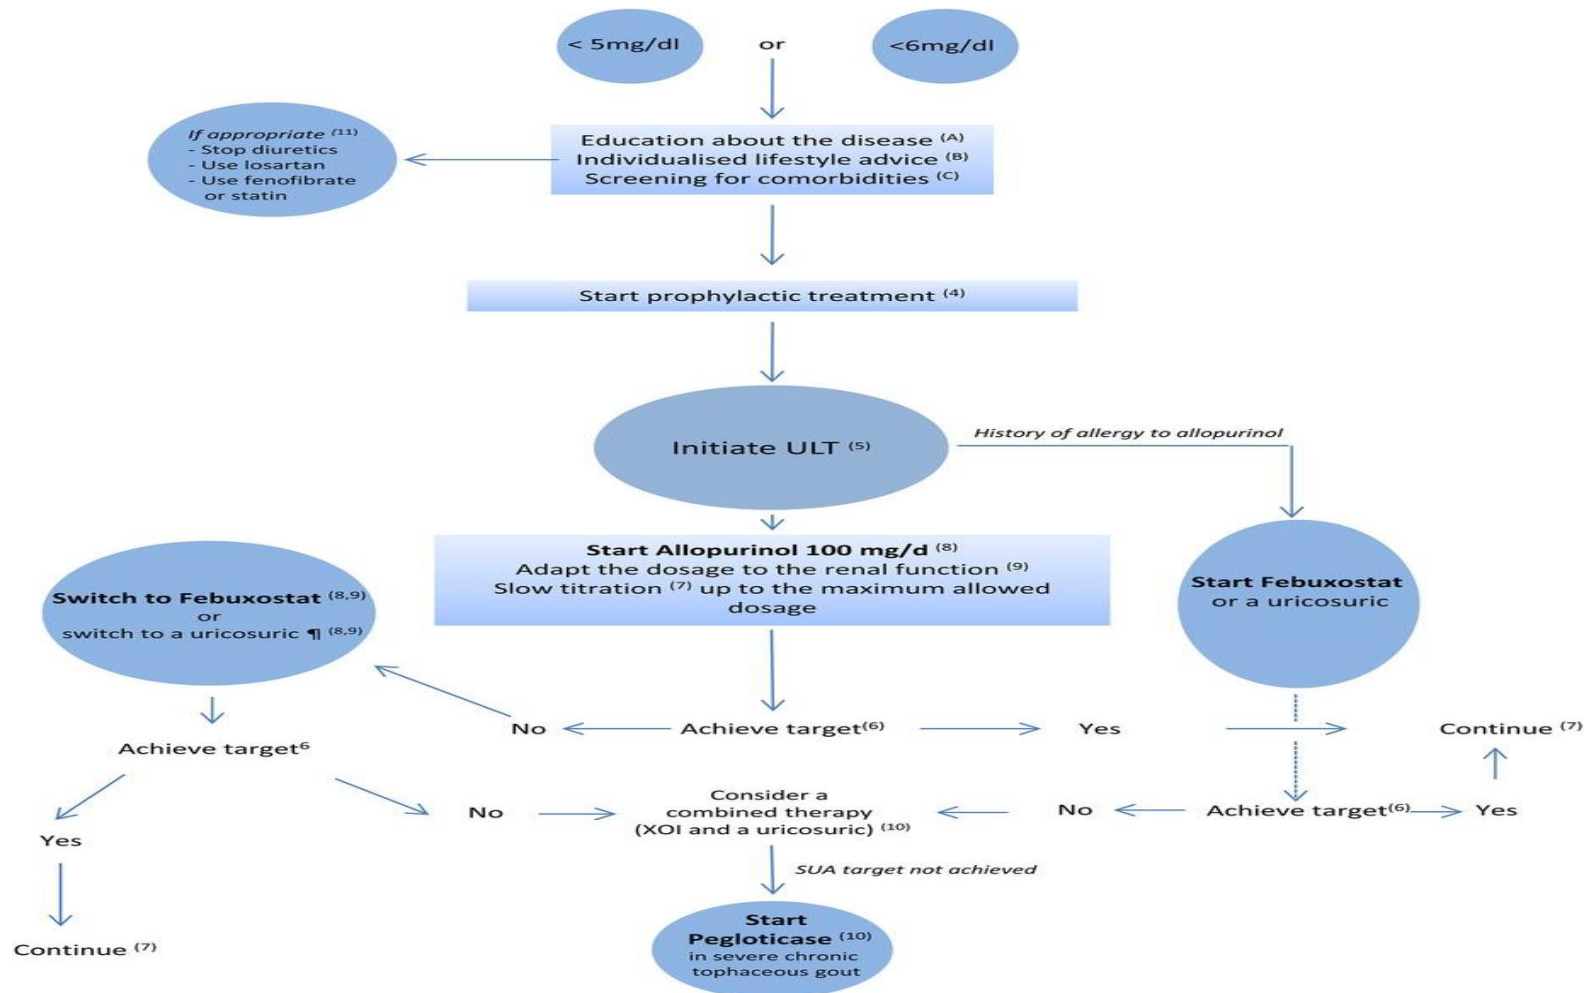 < 5mg/dl or <6mg/dl
If appropriate (11)
- Stop diuretics
- Use losartan
- Use fenofibrate
or statin
Education about the disease (A)
Individualised lifestyle advice (B)
Screening for comorbidities (C)
Start prophylactic treatment (4)
Initiate ULT (5)
History of allergy to allopurinol
Start Allopurinol 100 mg/d (8)
Adapt the dosage to the renal function (9)
Slow titration (7) up to the maximum allowed
dosage
Switch to Febuxostat (8,9)
or
switch to a uricosuric ¶ (8,9)
Start Febuxostat
or a uricosuric
No
Achieve target(6)
Yes
Continue (7)
Achieve target6
Yes
No
Consider a
combined therapy
(XOI and a uricosuric) (10)
No
Achieve target(6)
Yes
SUA target not achieved
Continue (7)
Start
Pegloticase (10)
in severe chronic
tophaceous gout